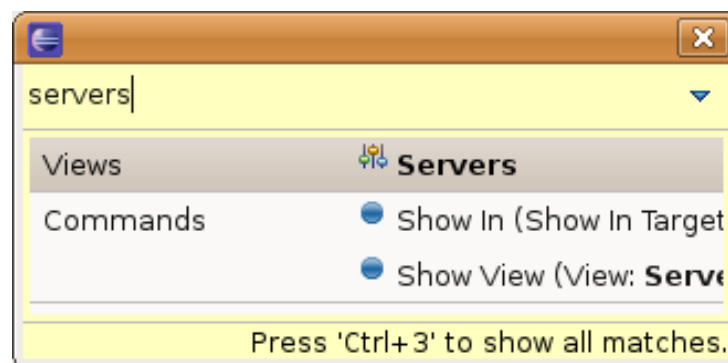 servers
Views Servers
Commands Show In (Show In Target
Show View (View: Serve
Press 'Ctrl+3' to show all matches.